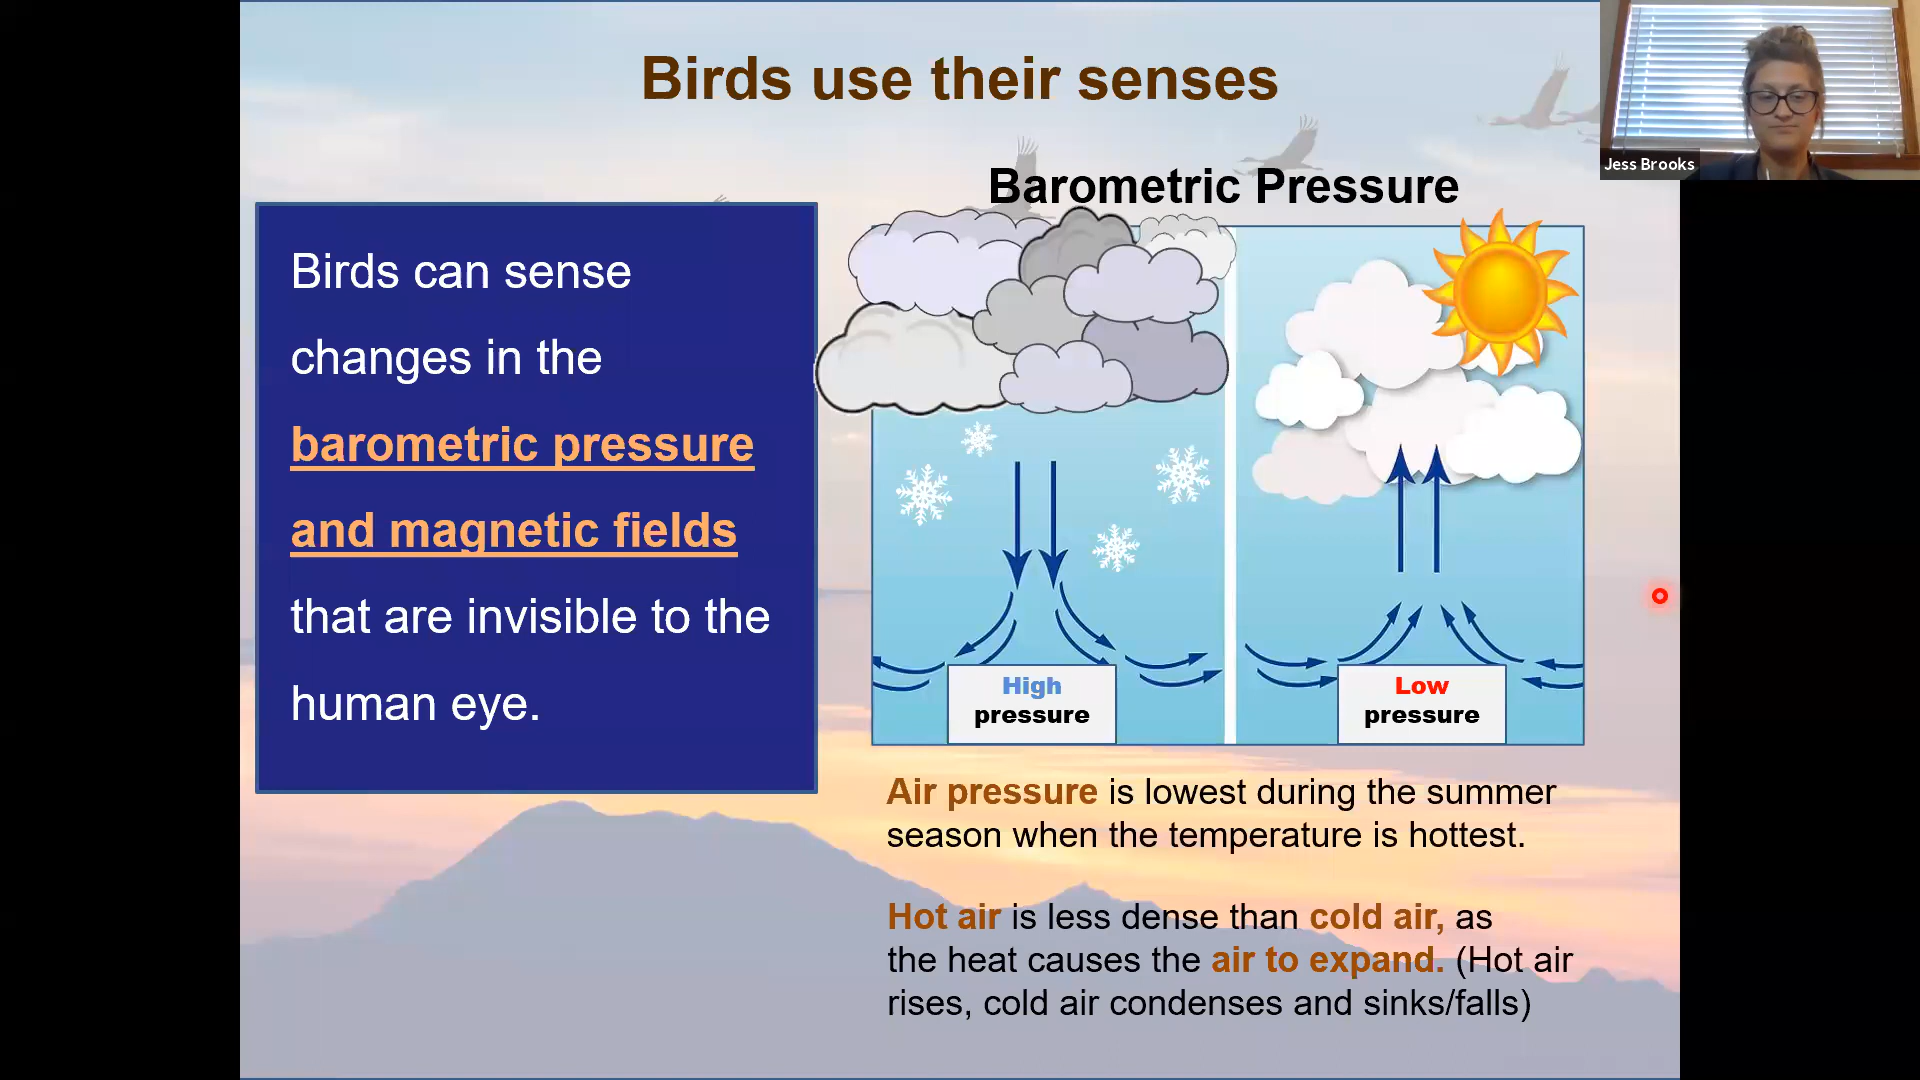 Birds use their senses
Jess Brooks
Barometric Pressure
Birds can sense
changes in the
barometric pressure
and magnetic fields
that are invisible to the
human eye.
High
pressure
Low
pressure
Air pressure is lowest during the summer
season when the temperature is hottest.
Hot air is less dense than cold air, as
the heat causes the air to expand. (Hot air
rises, cold air condenses and sinks/falls)